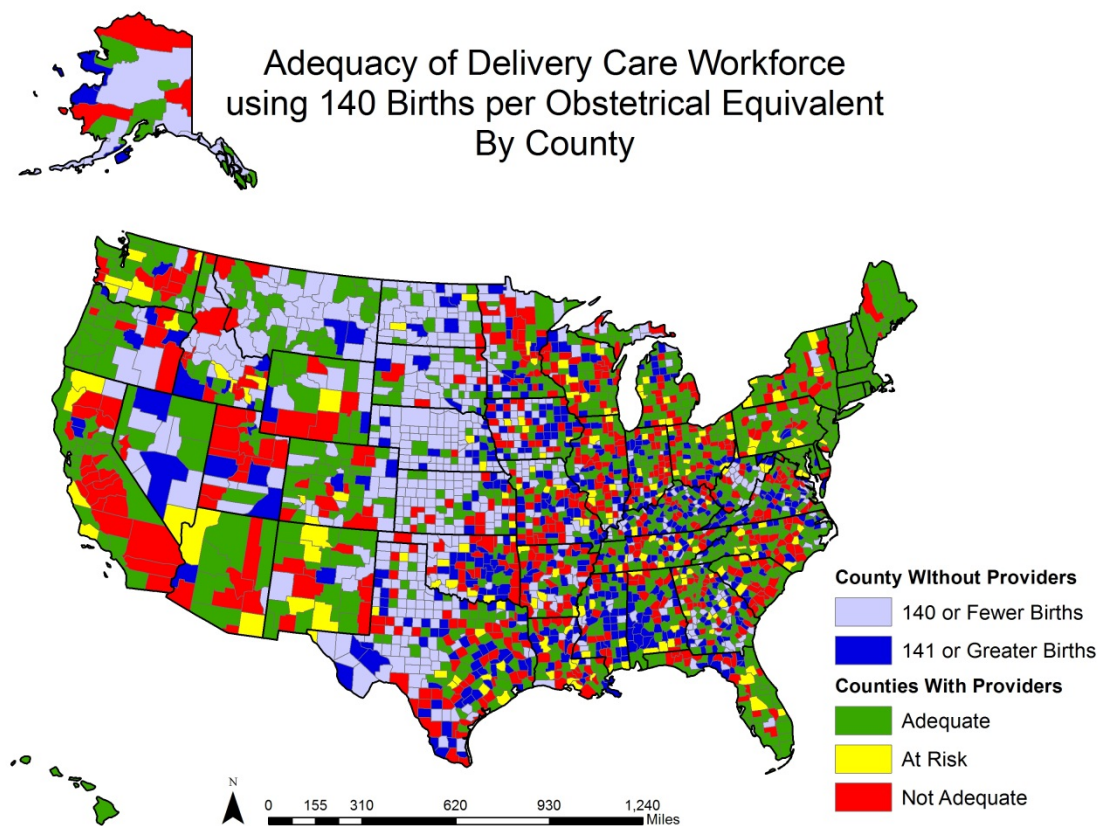 Adequacy of Delivery Care Workforce
using 140 Births per Obstetrical Equivalent
By County
County WIthout Providers
140 or Fewer Births
141 or Greater Births
Counties With Providers
Adequate
At Risk
Not Adequate
N
0 155 310 620 930 1,240
Miles